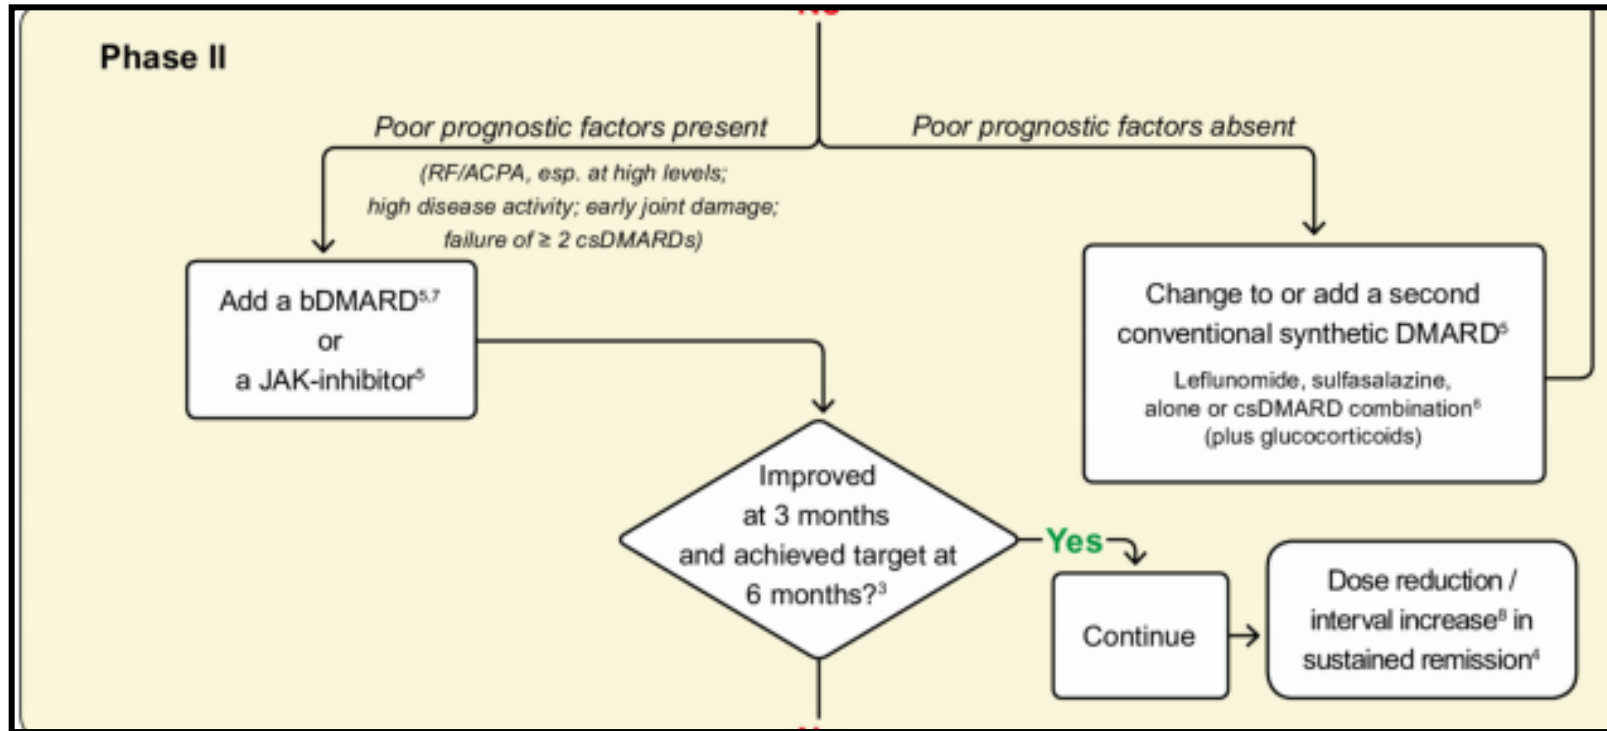 Phase II
Poor prognostic factors present
Poor prognostic factors absent
(RF/ACPA, esp. at high levels;
high disease activity; early joint damage;
failure of ≥ 2 csDMARDs)
Add a bDMARD⁵,⁷
or
a JAK-inhibitor⁵
Change to or add a second
conventional synthetic DMARD⁵
Leflunomide, sulfasalazine,
alone or csDMARD combination⁶
(plus glucocorticoids)
Improved
at 3 months
and achieved target at
6 months?³
Yes
Continue
Dose reduction /
interval increase⁸ in
sustained remission⁴